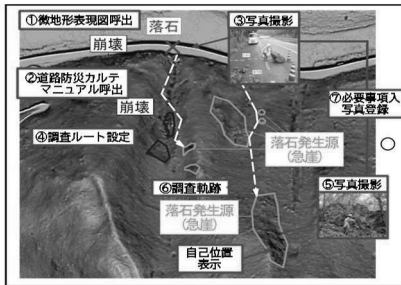 ①微地形表現図呼出
落石
③写真撮影
崩壊
②道路防災カルテ
マニュアル呼出
崩壊
⑦必要事項入
写真登録
④調査ルート設定
落石発生源
(急崖)
⑥調査軌跡
⑤写真撮影
落石発生源
(急崖)
自己位置
表示